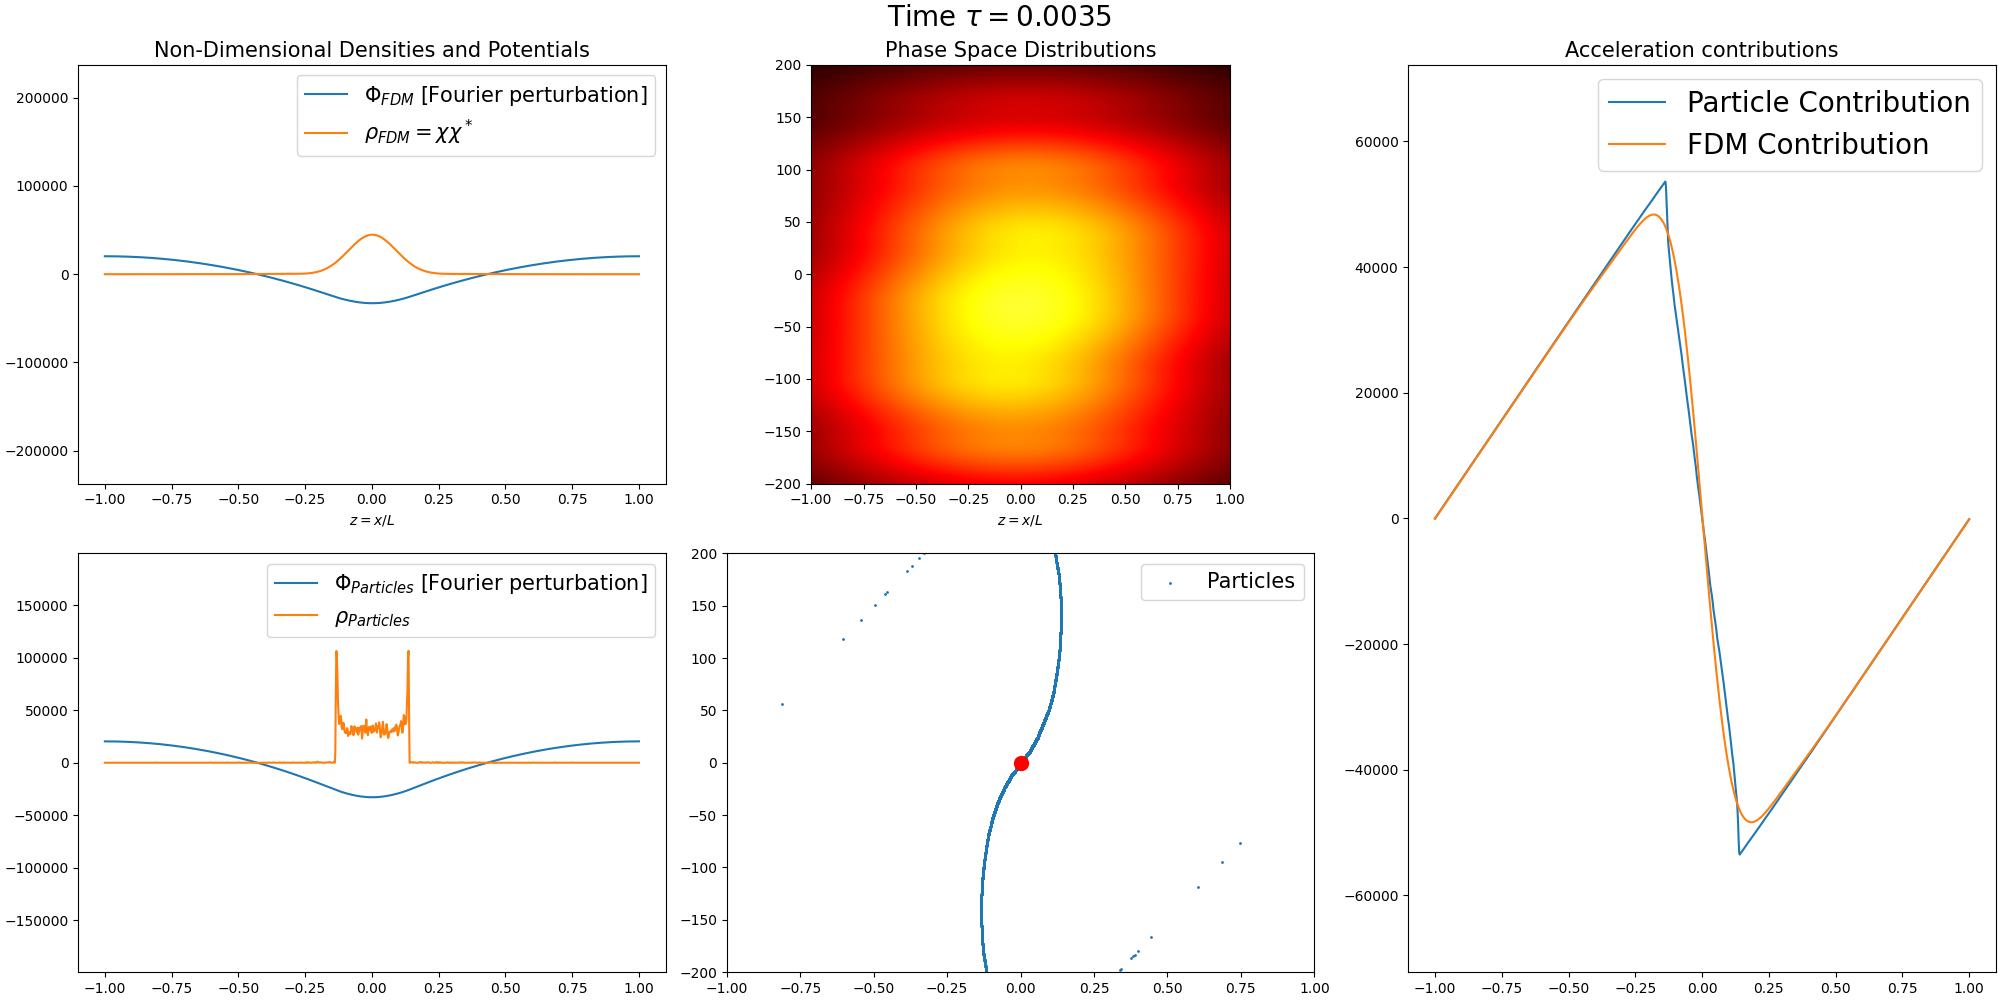 Time τ = 0.0035
Non-Dimensional Densities and Potentials
Φ_FDM [Fourier perturbation]
ρ_FDM = χχ*
200000
100000
0
−100000
−200000
−1.00 −0.75 −0.50 −0.25 0.00 0.25 0.50 0.75 1.00
z = x/L
Phase Space Distributions
200
150
100
50
0
−50
−100
−150
−200
−1.00 −0.75 −0.50 −0.25 0.00 0.25 0.50 0.75 1.00
z = x/L
Acceleration contributions
Particle Contribution
FDM Contribution
60000
40000
20000
0
−20000
−40000
−60000
−1.00 −0.75 −0.50 −0.25 0.00 0.25 0.50 0.75 1.00
Φ_Particles [Fourier perturbation]
ρ_Particles
150000
100000
50000
0
−50000
−100000
−150000
−1.00 −0.75 −0.50 −0.25 0.00 0.25 0.50 0.75 1.00
Particles
200
150
100
50
0
−50
−100
−150
−200
−1.00 −0.75 −0.50 −0.25 0.00 0.25 0.50 0.75 1.00